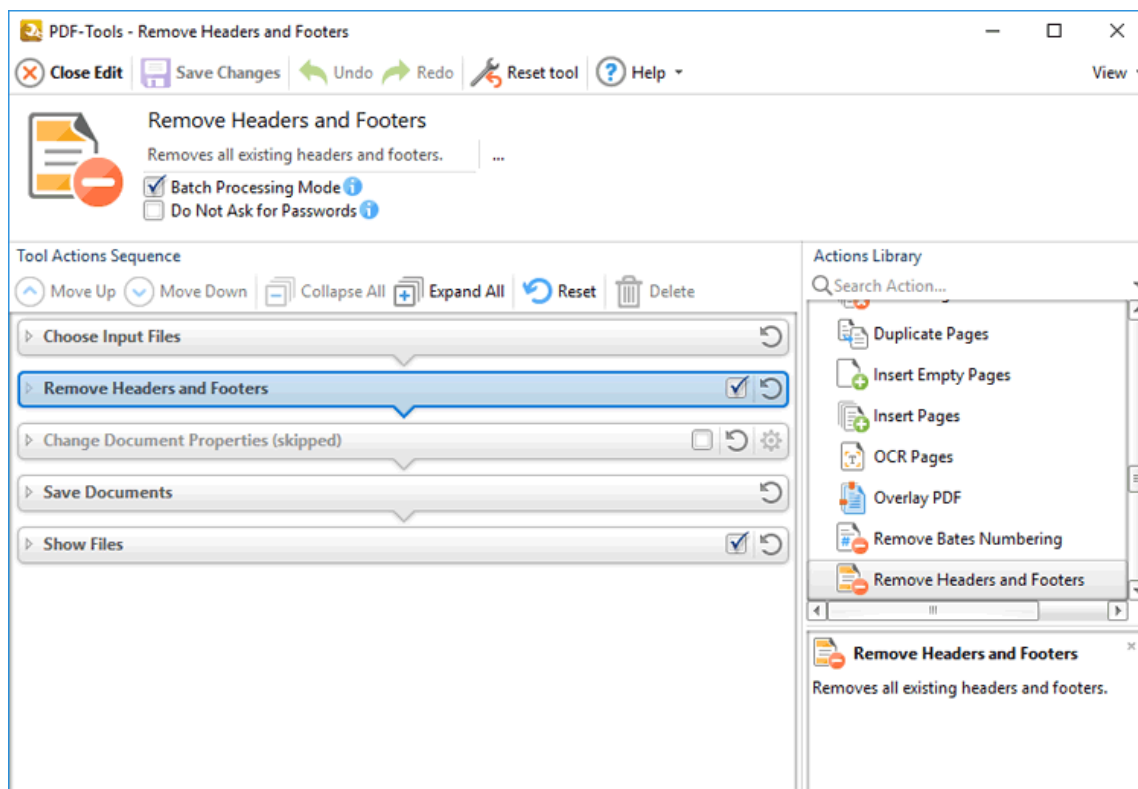 PDF-Tools - Remove Headers and Footers
Close Edit Save Changes Undo Redo Reset tool Help View
Remove Headers and Footers
Removes all existing headers and footers. ...
Batch Processing Mode
Do Not Ask for Passwords
Tool Actions Sequence
Move Up Move Down Collapse All Expand All Reset Delete
Choose Input Files
Remove Headers and Footers
Change Document Properties (skipped)
Save Documents
Show Files
Actions Library
Search Action...
Duplicate Pages
Insert Empty Pages
Insert Pages
OCR Pages
Overlay PDF
Remove Bates Numbering
Remove Headers and Footers
Remove Headers and Footers
Removes all existing headers and footers.